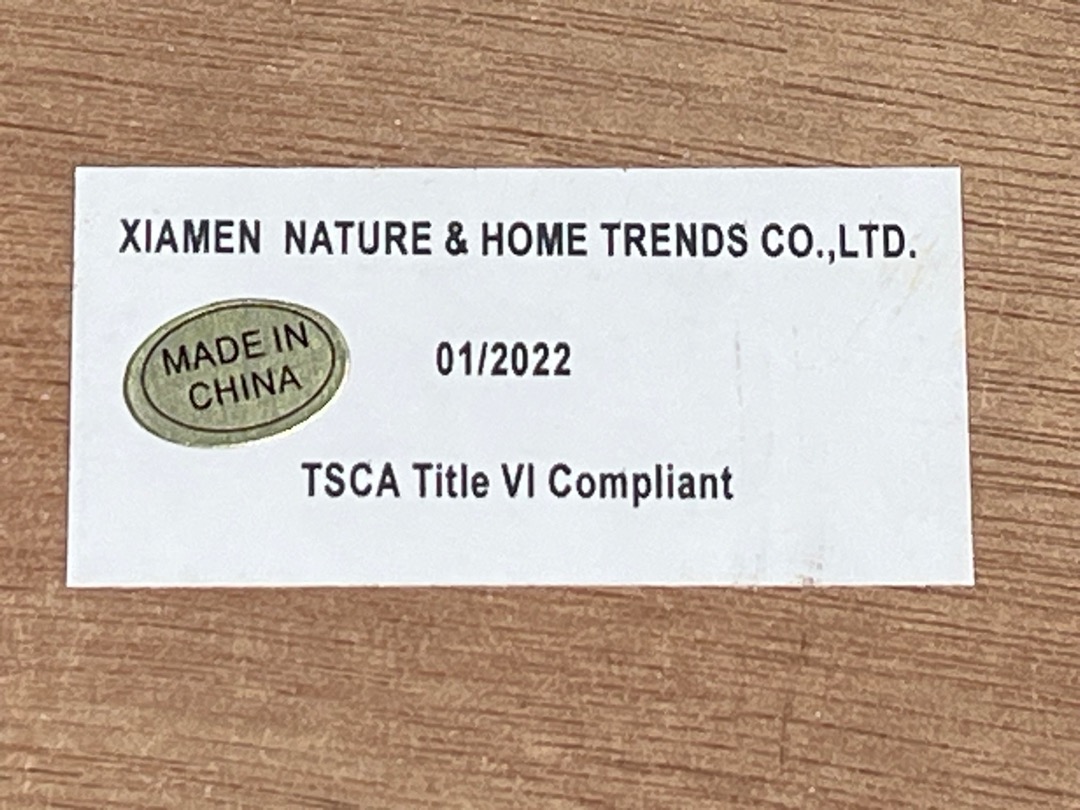 XIAMEN NATURE & HOME TRENDS CO.,LTD.
MADE IN
CHINA
01/2022
TSCA Title VI Compliant